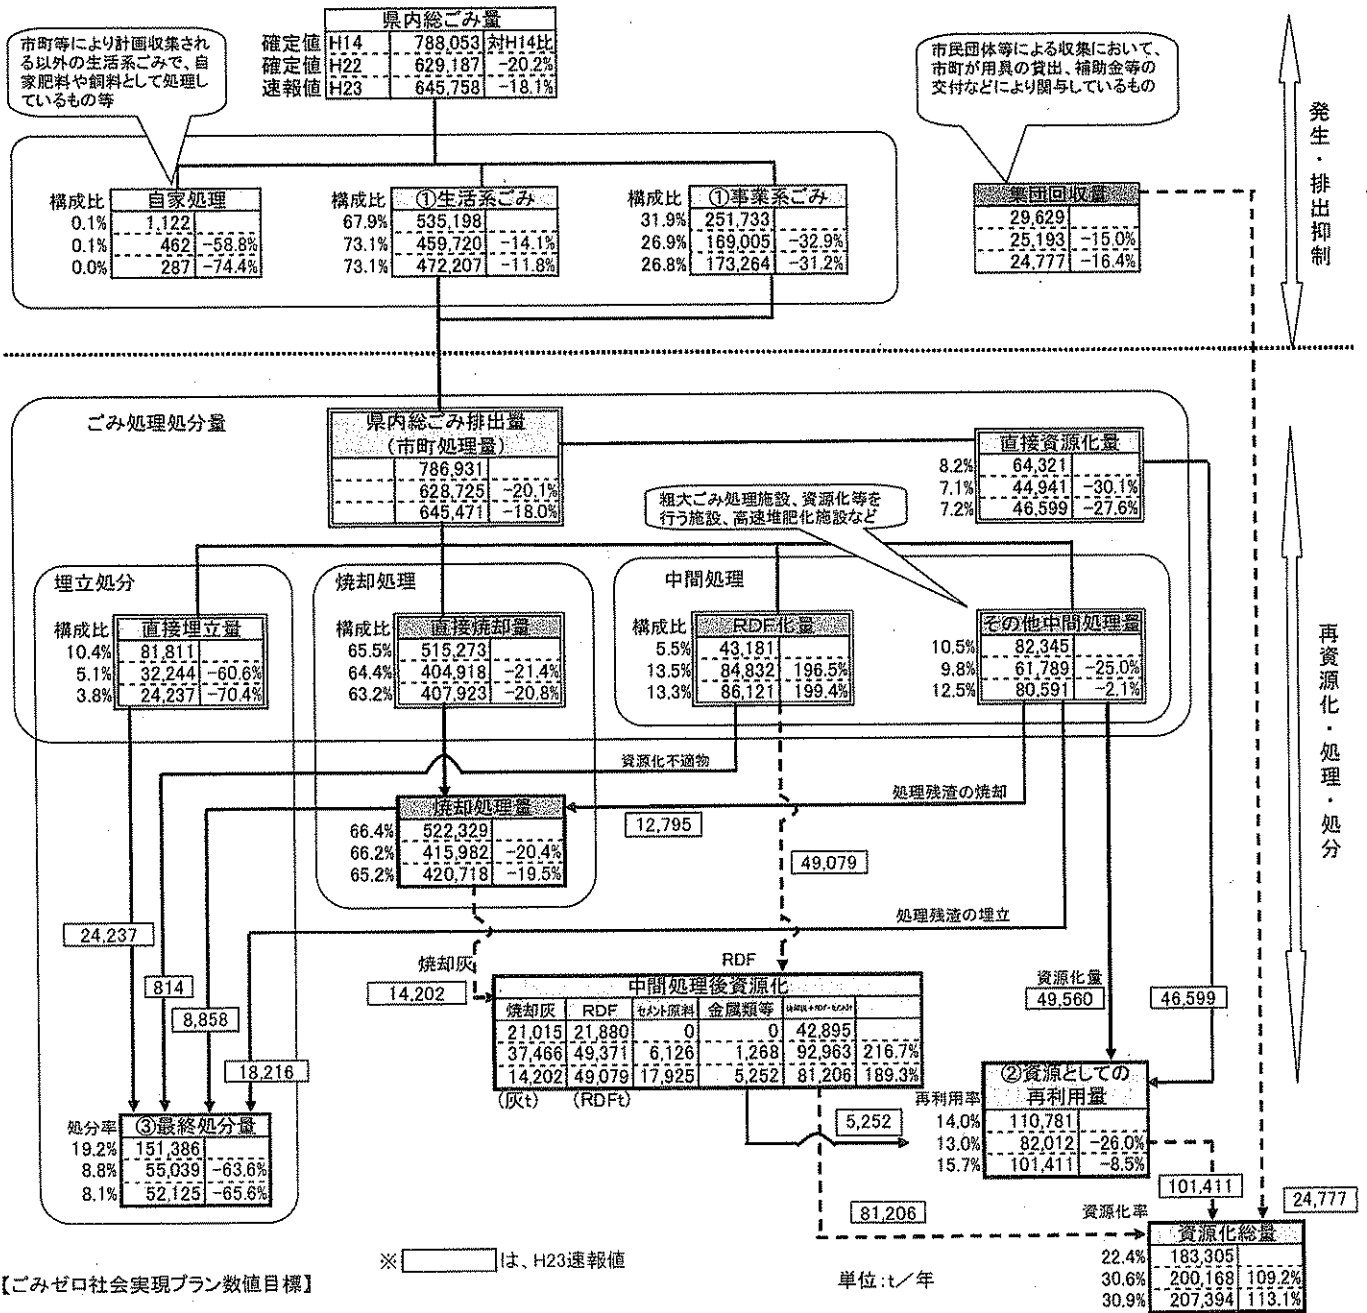 県内総ごみ量
確定値 H14 788,053 対H14比
確定値 H22 629,187 -20.2%
速報値 H23 645,758 -18.1%
市町等により計画収集され
る以外の生活系ごみで、自
家肥料や飼料として処理し
ているもの等
市民団体等による収集において、
市町が用具の貸出、補助金等の
交付などにより関与しているもの
発生・排出抑制
構成比 自家処理
0.1% 1,122
0.1% 462 -58.8%
0.0% 287 -74.4%
構成比 ①生活系ごみ
67.9% 535,198
73.1% 459,720 -14.1%
73.1% 472,207 -11.8%
構成比 ①事業系ごみ
31.9% 251,733
26.9% 169,005 -32.9%
26.8% 173,264 -31.2%
集団回収量
29,629
25,193 -15.0%
24,777 -16.4%
ごみ処理処分量
県内総ごみ排出量
(市町処理量)
786,931
628,725 -20.1%
645,471 -18.0%
直接資源化量
8.2% 64,321
7.1% 44,941 -30.1%
7.2% 46,599 -27.6%
粗大ごみ処理施設、資源化等を
行う施設、高速堆肥化施設など
再資源化・処理・処分
埋立処分
構成比 直接埋立量
10.4% 81,811
5.1% 32,244 -60.6%
3.8% 24,237 -70.4%
焼却処理
構成比 直接焼却量
65.5% 515,273
64.4% 404,918 -21.4%
63.2% 407,923 -20.8%
中間処理
構成比 RDF化量
5.5% 43,181
13.5% 84,832 196.5%
13.3% 86,121 199.4%
その他中間処理量
10.5% 82,345
9.8% 61,789 -25.0%
12.5% 80,591 -2.1%
資源化不適物
処理残渣の焼却
12,795
焼却処理量
66.4% 522,329
66.2% 415,982 -20.4%
65.2% 420,718 -19.5%
49,079
処理残渣の埋立
24,237
814
8,858
18,216
焼却灰
14,202
RDF
資源化量
49,560
46,599
中間処理後資源化
焼却灰 RDF セメント原料 金属類等
21,015 21,880 0 0 42,895
37,466 49,371 6,126 1,268 92,963 216.7%
14,202 49,079 17,925 5,252 81,206 189.3%
(灰t) (RDFt)
5,252
②資源としての
再利用率 再利用量
14.0% 110,781
13.0% 82,012 -26.0%
15.7% 101,411 -8.5%
処分率 ③最終処分量
19.2% 151,386
8.8% 55,039 -63.6%
8.1% 52,125 -65.6%
101,411
24,777
81,206
資源化率 資源化総量
22.4% 183,305
30.6% 200,168 109.2%
30.9% 207,394 113.1%
※ は、H23速報値
単位:t/年
【ごみゼロ社会実現プラン数値目標】